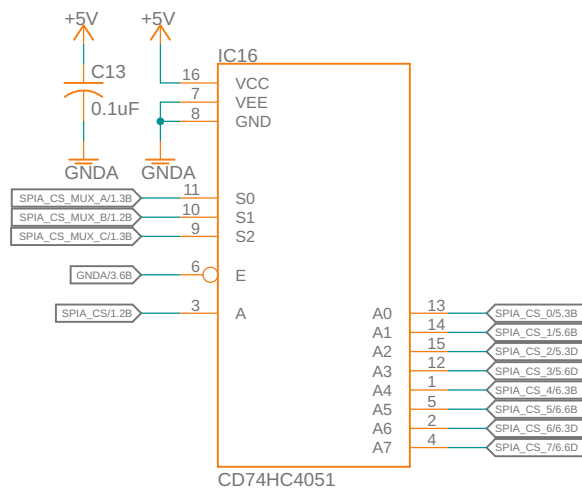 +5V +5V
IC16
C13
0.1uF
16 VCC
7 VEE
8 GND
GNDA GNDA
SPIA_CS_MUX_A/1.3B 11 S0
SPIA_CS_MUX_B/1.2B 10 S1
SPIA_CS_MUX_C/1.3B 9 S2
GNDA/3.6B 6 E
SPIA_CS/1.2B 3 A
A0 13 SPIA_CS_0/5.3B
A1 14 SPIA_CS_1/5.6B
A2 15 SPIA_CS_2/5.3D
A3 12 SPIA_CS_3/5.6D
A4 1 SPIA_CS_4/6.3B
A5 5 SPIA_CS_5/6.6B
A6 2 SPIA_CS_6/6.3D
A7 4 SPIA_CS_7/6.6D
CD74HC4051